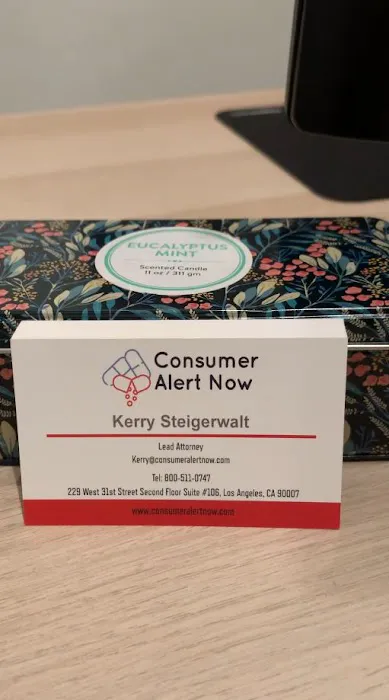 EUCALYPTUS
MINT
Scented Candle
11 oz / 311 gm
Consumer
Alert Now
Kerry Steigerwalt
Lead Attorney
Kerry@consumeralertnow.com
Tel: 800-511-0747
229 West 31st Street Second Floor Suite #106, Los Angeles, CA 90007
www.consumeralertnow.com